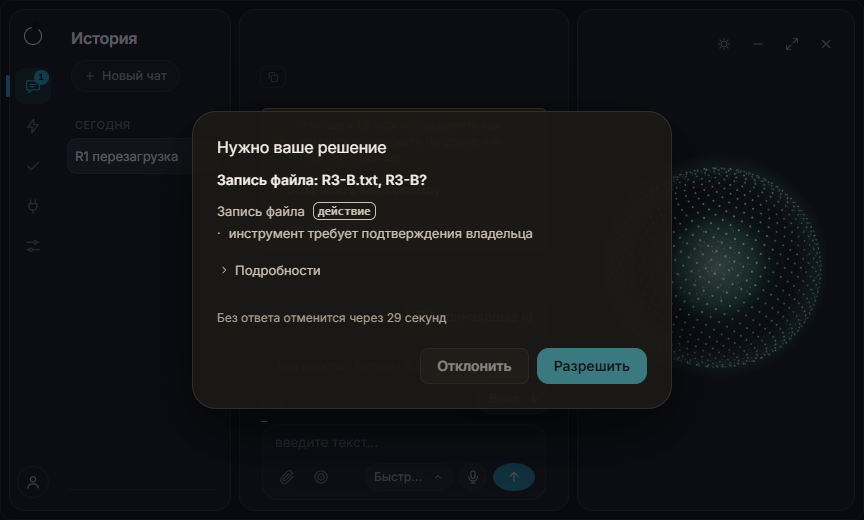 История
1
Новый чат
СЕГОДНЯ
R1 перезагрузка
Нужно ваше решение
Запись файла: R3-B.txt, R3-B?
Запись файла действие
· инструмент требует подтверждения владельца
Подробности
Без ответа отменится через 29 секунд
Отклонить Разрешить
введите текст...
Быстр...